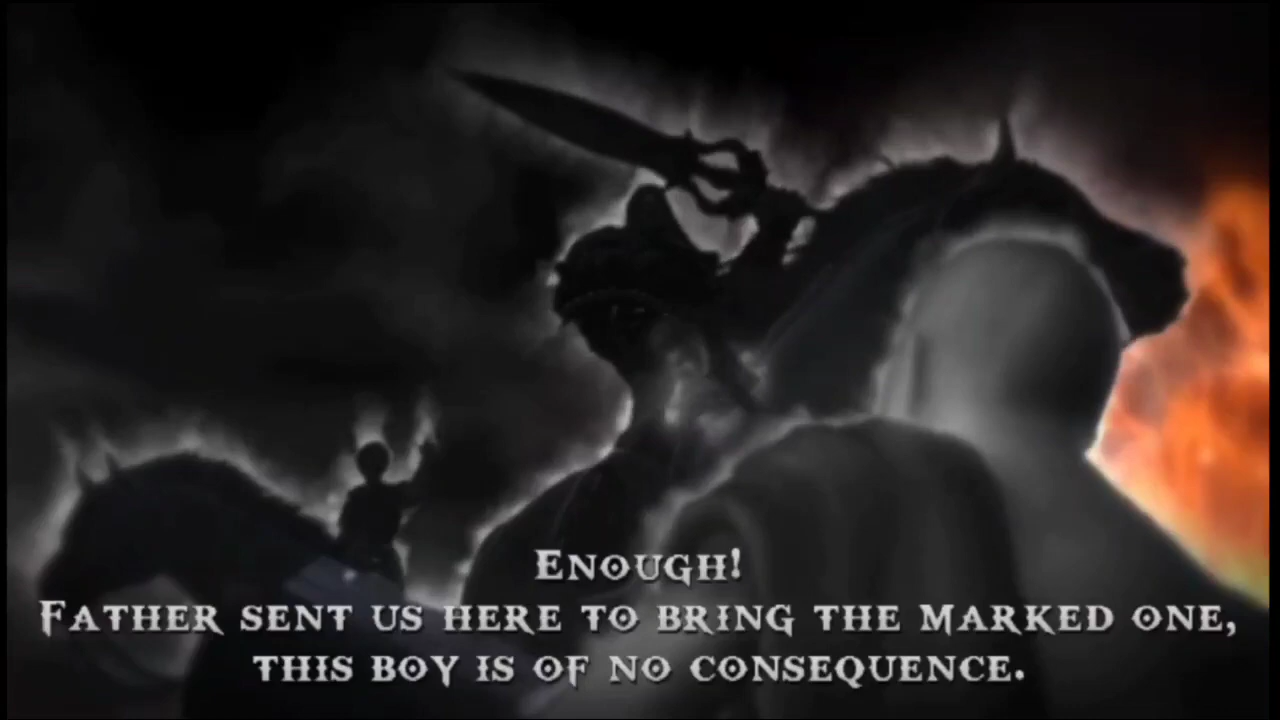 Enough!
Father sent us here to bring the Marked one,
this boy is of no consequence.